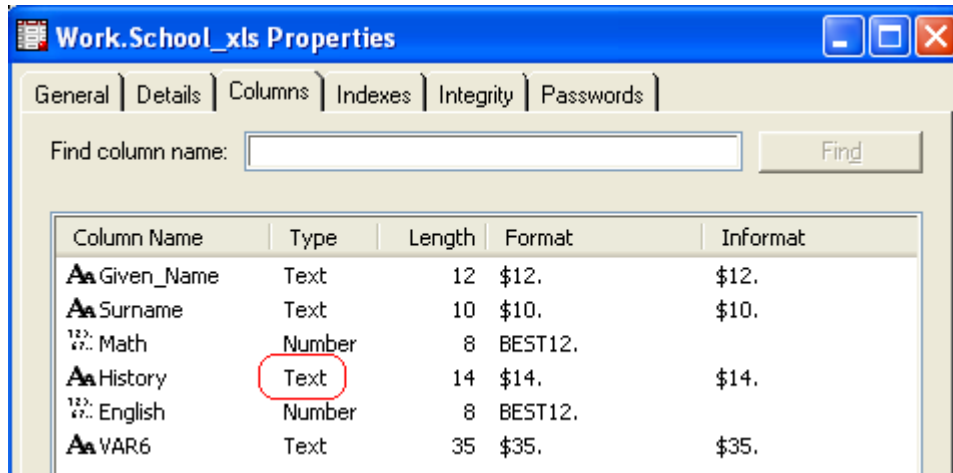 Work.School_xls Properties
General Details Columns Indexes Integrity Passwords
Find column name: Find
Column Name Type Length Format Informat
Given_Name Text 12 $12. $12.
Surname Text 10 $10. $10.
Math Number 8 BEST12.
History Text 14 $14. $14.
English Number 8 BEST12.
VAR6 Text 35 $35. $35.